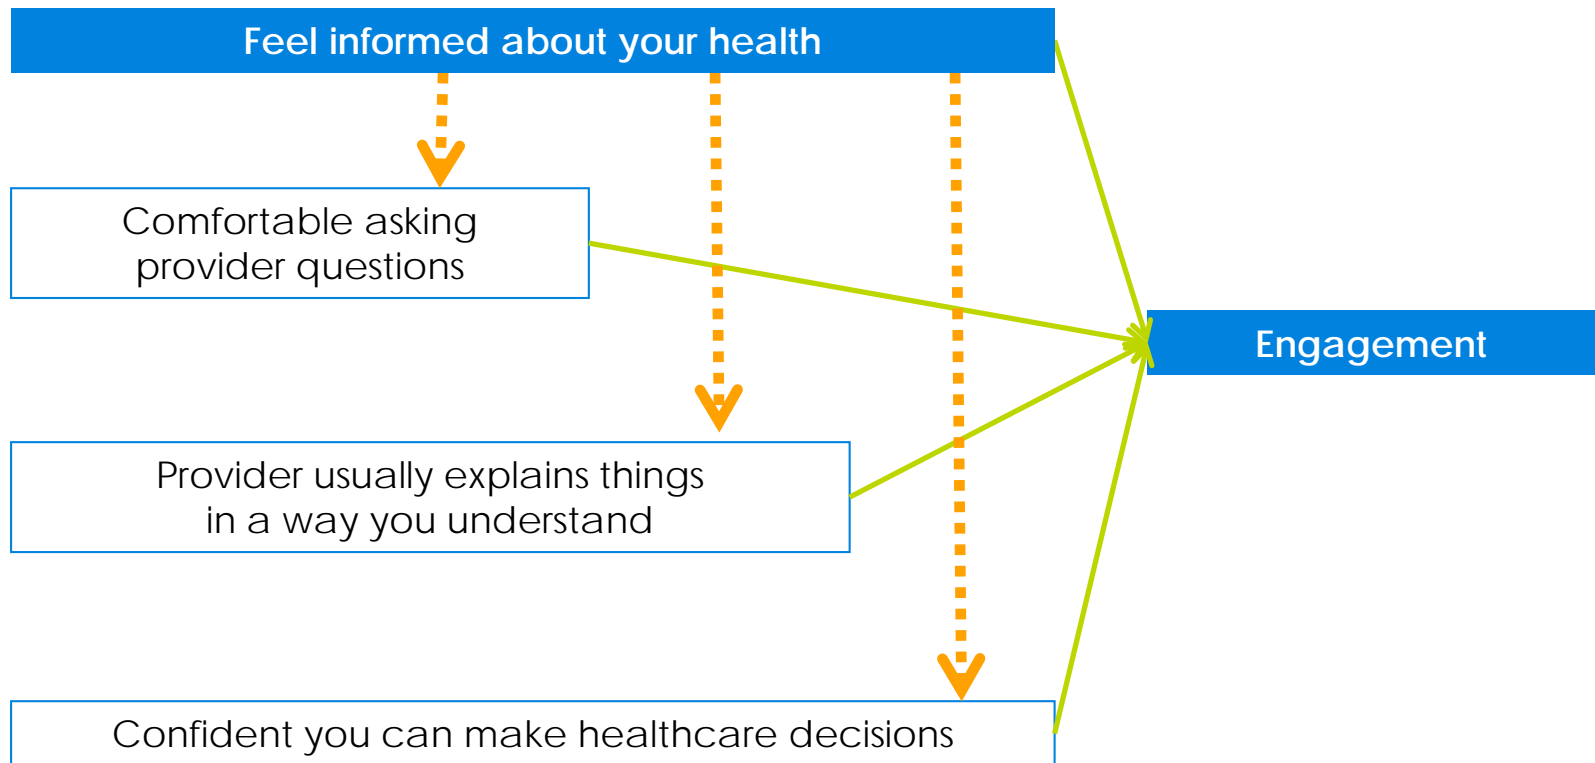 Feel informed about your health
Comfortable asking
provider questions
Engagement
Provider usually explains things
in a way you understand
Confident you can make healthcare decisions